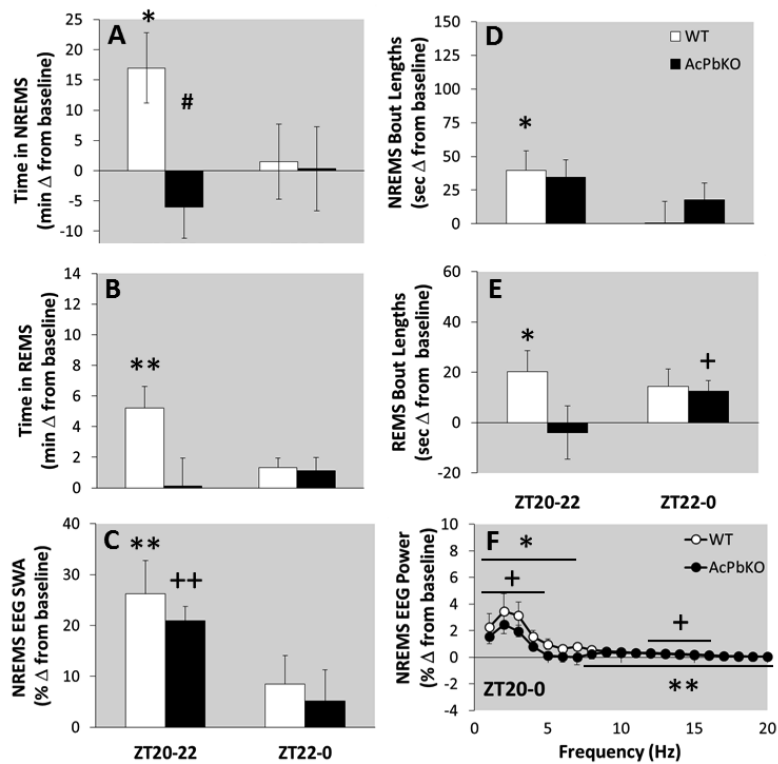 A
Time in NREMS
(min Δ from baseline)
25
20
15
10
5
0
-5
-10
*
#
B
Time in REMS
(min Δ from baseline)
14
12
10
8
6
4
2
0
**
C
NREMS EEG SWA
(% Δ from baseline)
40
30
20
10
0
**
++
ZT20-22
ZT22-0
D
NREMS Bout Lengths
(sec Δ from baseline)
150
125
100
75
50
25
0
WT
AcPbKO
*
E
REMS Bout Lengths
(sec Δ from baseline)
60
40
20
0
-20
*
+
ZT20-22
ZT22-0
F
NREMS EEG Power
(% Δ from baseline)
10
8
6
4
2
0
-2
-4
WT
AcPbKO
*
+
+
**
ZT20-0
0
5
10
15
20
Frequency (Hz)